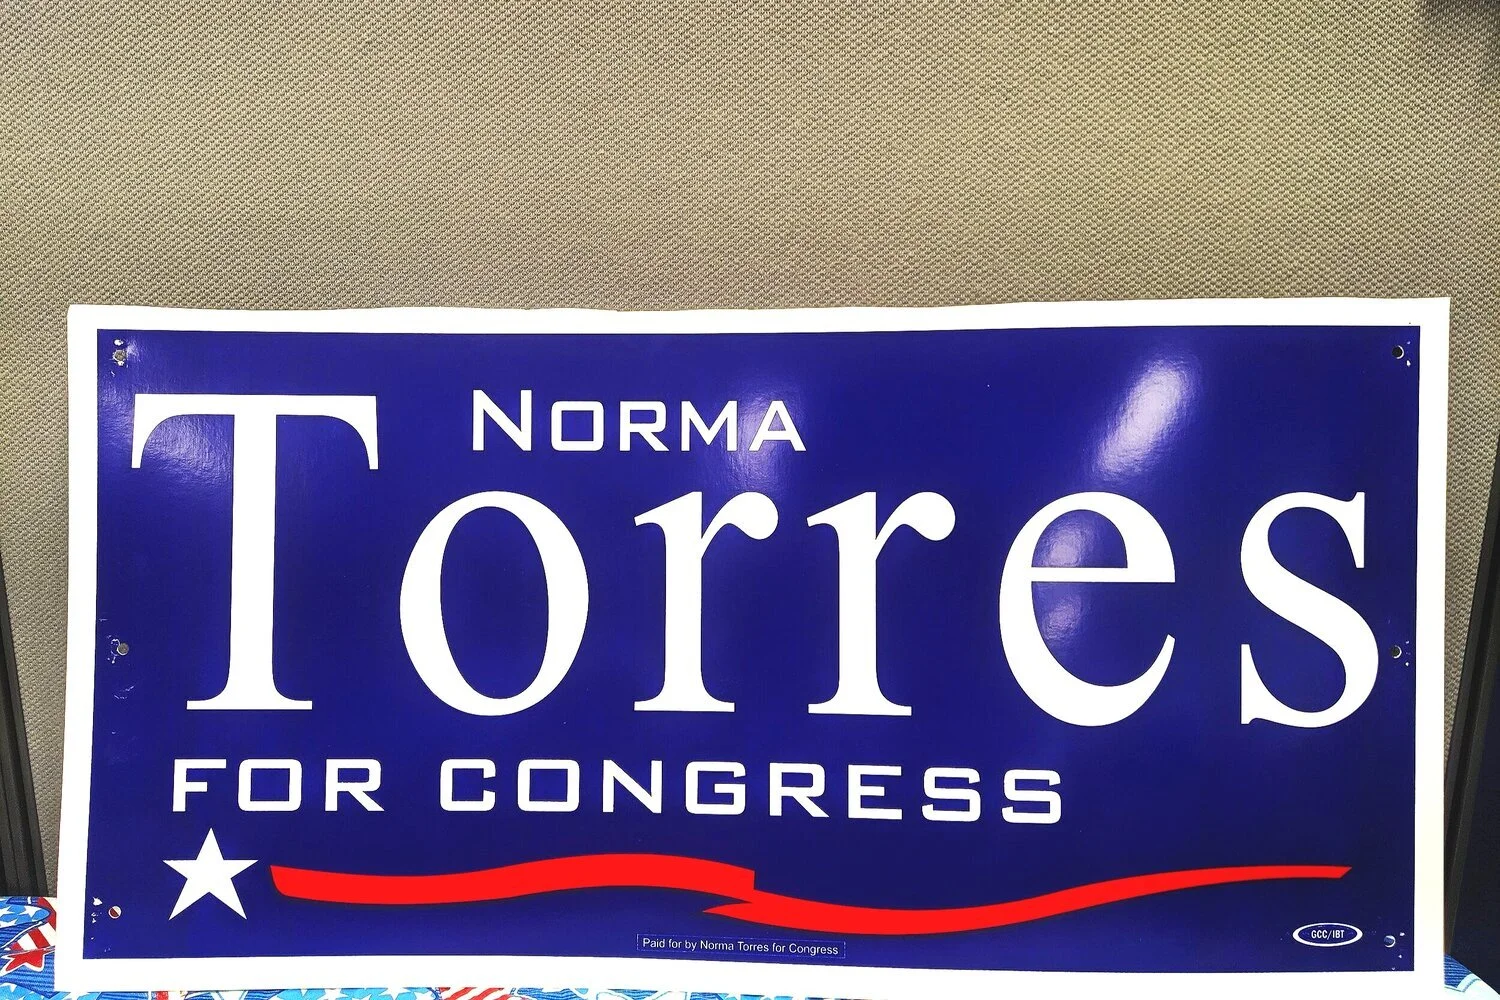 NORMA
Torres
FOR CONGRESS
Paid for by Norma Torres for Congress
GCC/IBT